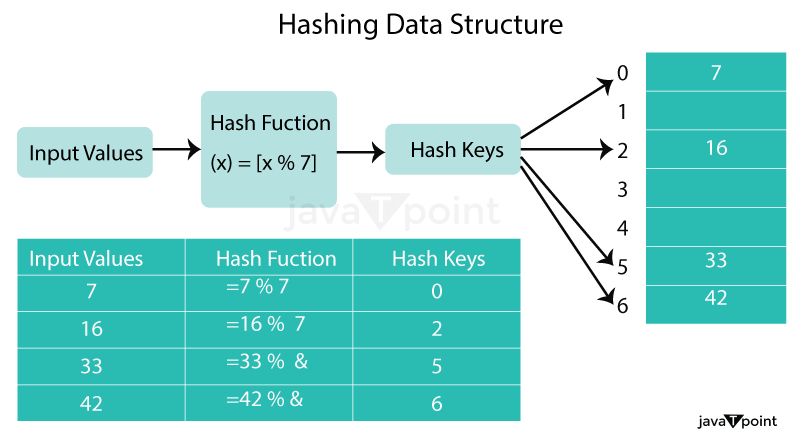 Hashing Data Structure
Input Values
Hash Fuction
(x) = [x % 7]
Hash Keys
0 7
1
2 16
3
4
5 33
6 42
javaTpoint
Input Values Hash Fuction Hash Keys
7 =7 % 7 0
16 =16 % 7 2
33 =33 % & 5
42 =42 % & 6
javaTpoint